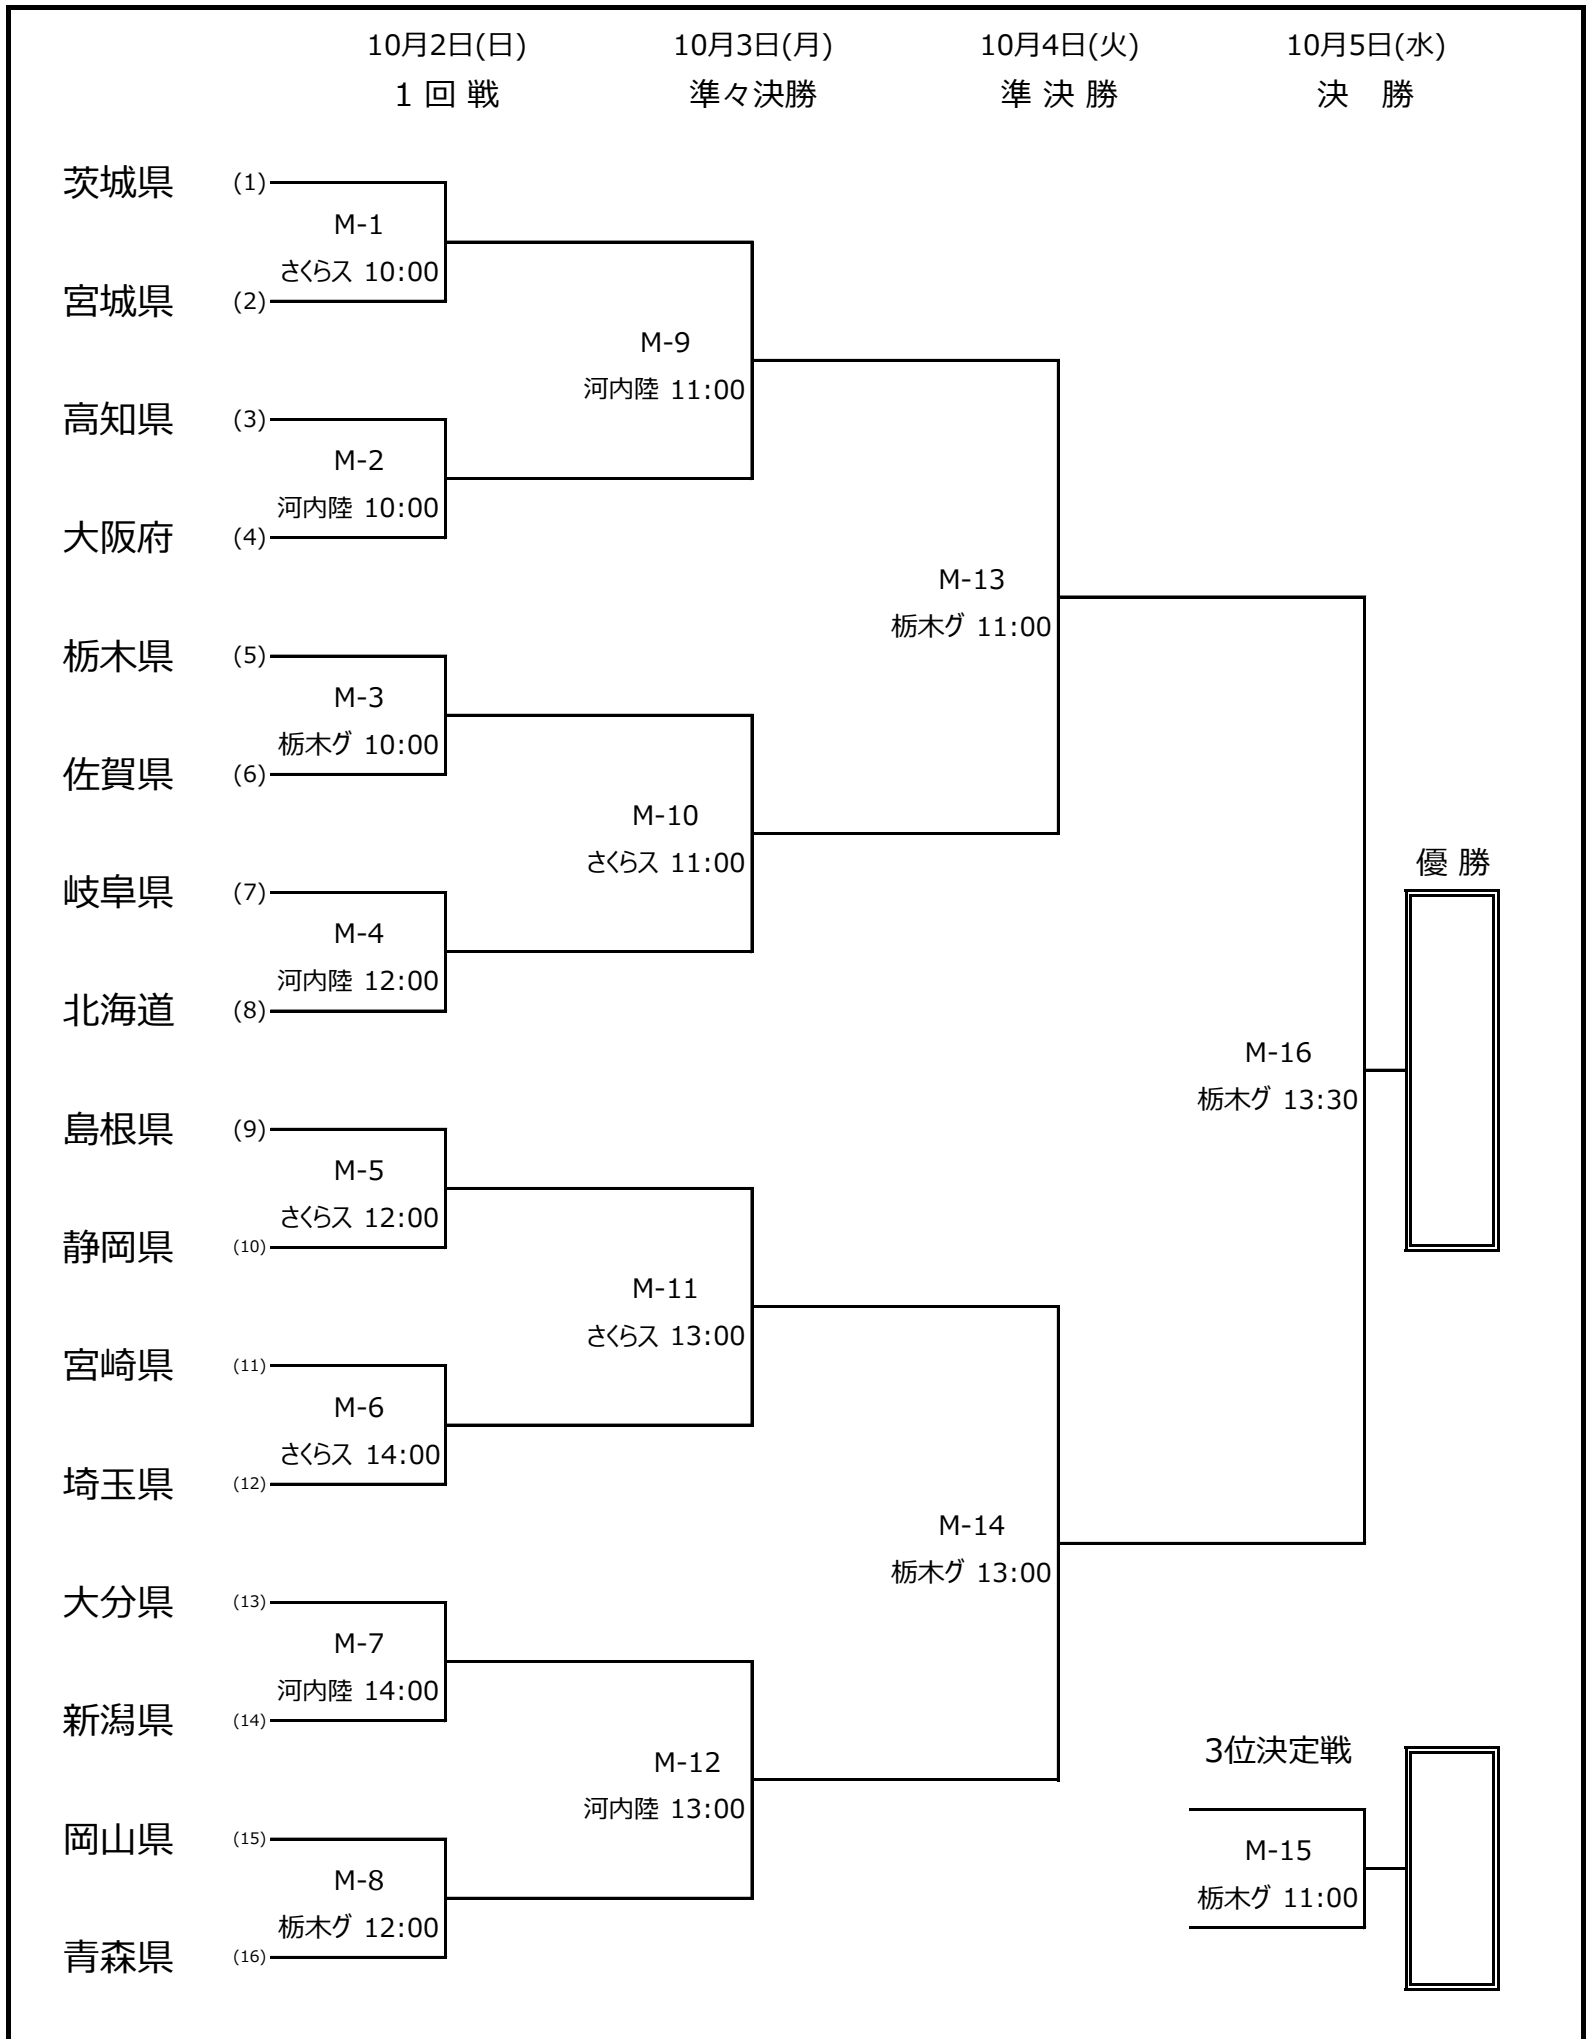 10月2日(日) 10月3日(月) 10月4日(火) 10月5日(水)
1 回 戦 準々決勝 準 決 勝 決 勝
茨城県 (1)
M-1
さくらス 10:00
宮城県 (2)
M-9
河内陸 11:00
高知県 (3)
M-2
河内陸 10:00
大阪府 (4)
M-13
栃木グ 11:00
栃木県 (5)
M-3
栃木グ 10:00
佐賀県 (6)
M-10
さくらス 11:00
優 勝
岐阜県 (7)
M-4
河内陸 12:00
北海道 (8)
M-16
栃木グ 13:30
島根県 (9)
M-5
さくらス 12:00
静岡県 (10)
M-11
さくらス 13:00
宮崎県 (11)
M-6
さくらス 14:00
埼玉県 (12)
M-14
栃木グ 13:00
大分県 (13)
M-7
河内陸 14:00
新潟県 (14)
3位決定戦
M-12
河内陸 13:00
岡山県 (15)
M-15
栃木グ 11:00
M-8
栃木グ 12:00
青森県 (16)